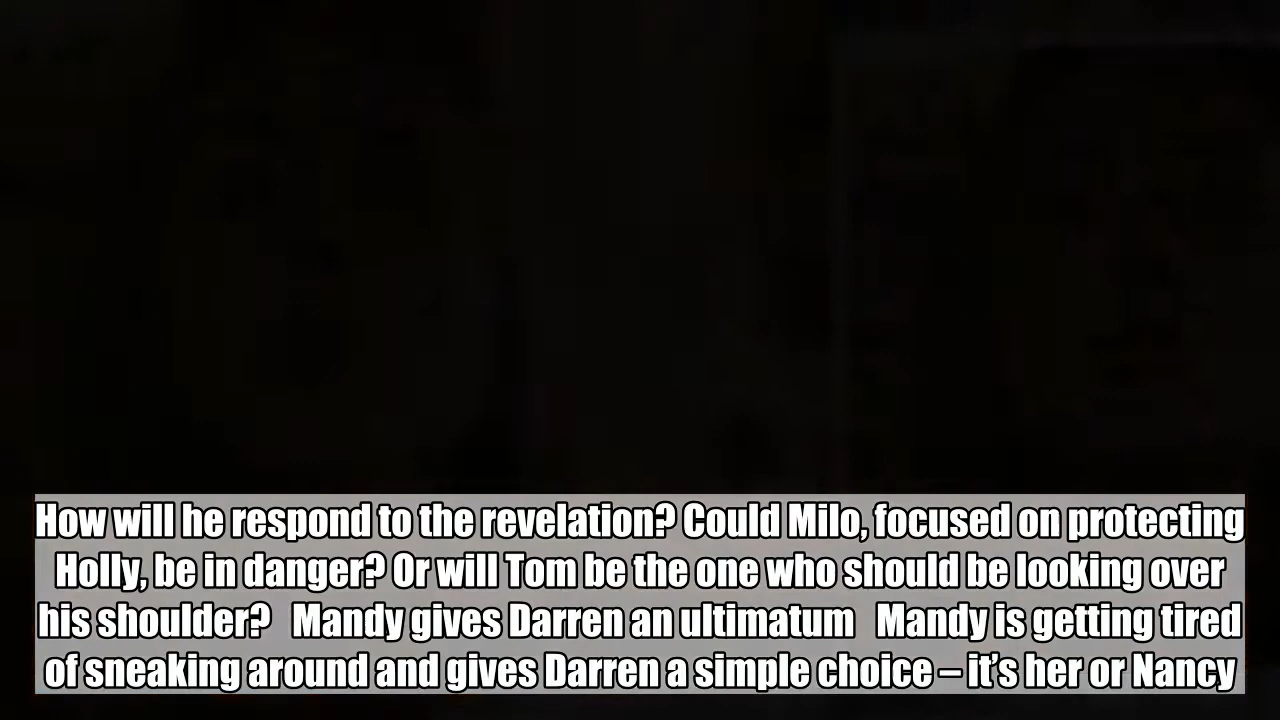 How will he respond to the revelation? Could Milo, focused on protecting
Holly, be in danger? Or will Tom be the one who should be looking over
his shoulder?   Mandy gives Darren an ultimatum   Mandy is getting tired
of sneaking around and gives Darren a simple choice – it’s her or Nancy